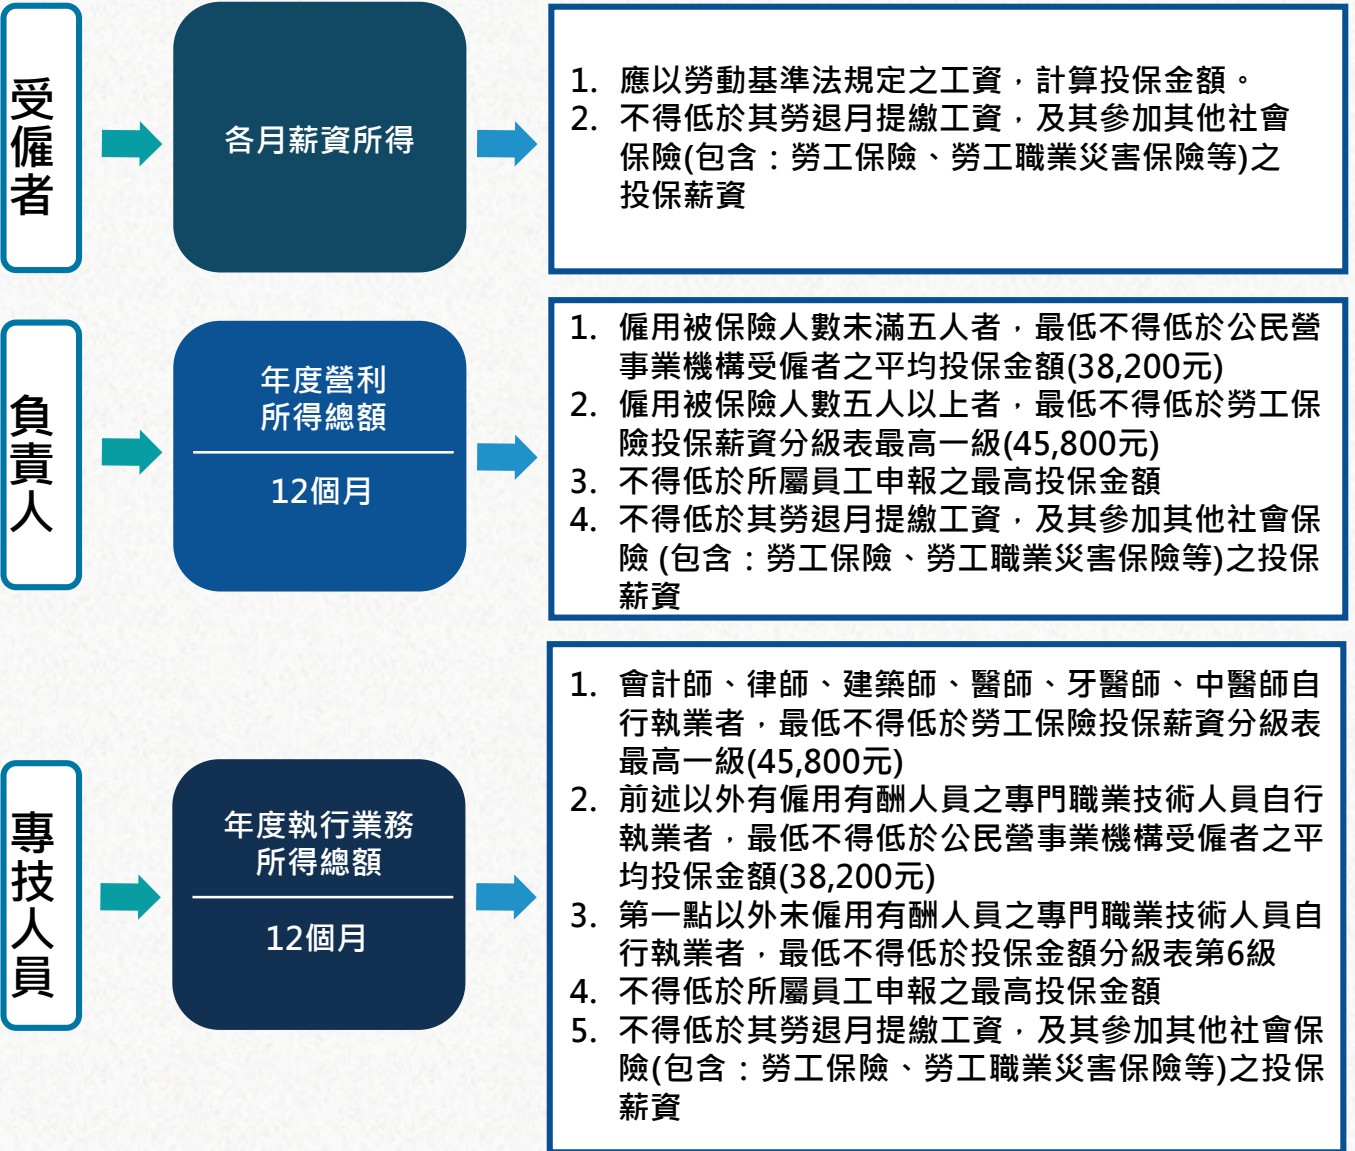 受僱者
各月薪資所得
1. 應以勞動基準法規定之工資，計算投保金額。
2. 不得低於其勞退月提繳工資，及其參加其他社會
保險(包含：勞工保險、勞工職業災害保險等)之
投保薪資
負責人
年度營利
所得總額
12個月
1. 僱用被保險人數未滿五人者，最低不得低於公民營
事業機構受僱者之平均投保金額(38,200元)
2. 僱用被保險人數五人以上者，最低不得低於勞工保
險投保薪資分級表最高一級(45,800元)
3. 不得低於所屬員工申報之最高投保金額
4. 不得低於其勞退月提繳工資，及其參加其他社會保
險 (包含：勞工保險、勞工職業災害保險等)之投保
薪資
專技人員
年度執行業務
所得總額
12個月
1. 會計師、律師、建築師、醫師、牙醫師、中醫師自
行執業者，最低不得低於勞工保險投保薪資分級表
最高一級(45,800元)
2. 前述以外有僱用有酬人員之專門職業技術人員自行
執業者，最低不得低於公民營事業機構受僱者之平
均投保金額(38,200元)
3. 第一點以外未僱用有酬人員之專門職業技術人員自
行執業者，最低不得低於投保金額分級表第6級
4. 不得低於所屬員工申報之最高投保金額
5. 不得低於其勞退月提繳工資，及其參加其他社會保
險(包含：勞工保險、勞工職業災害保險等)之投保
薪資